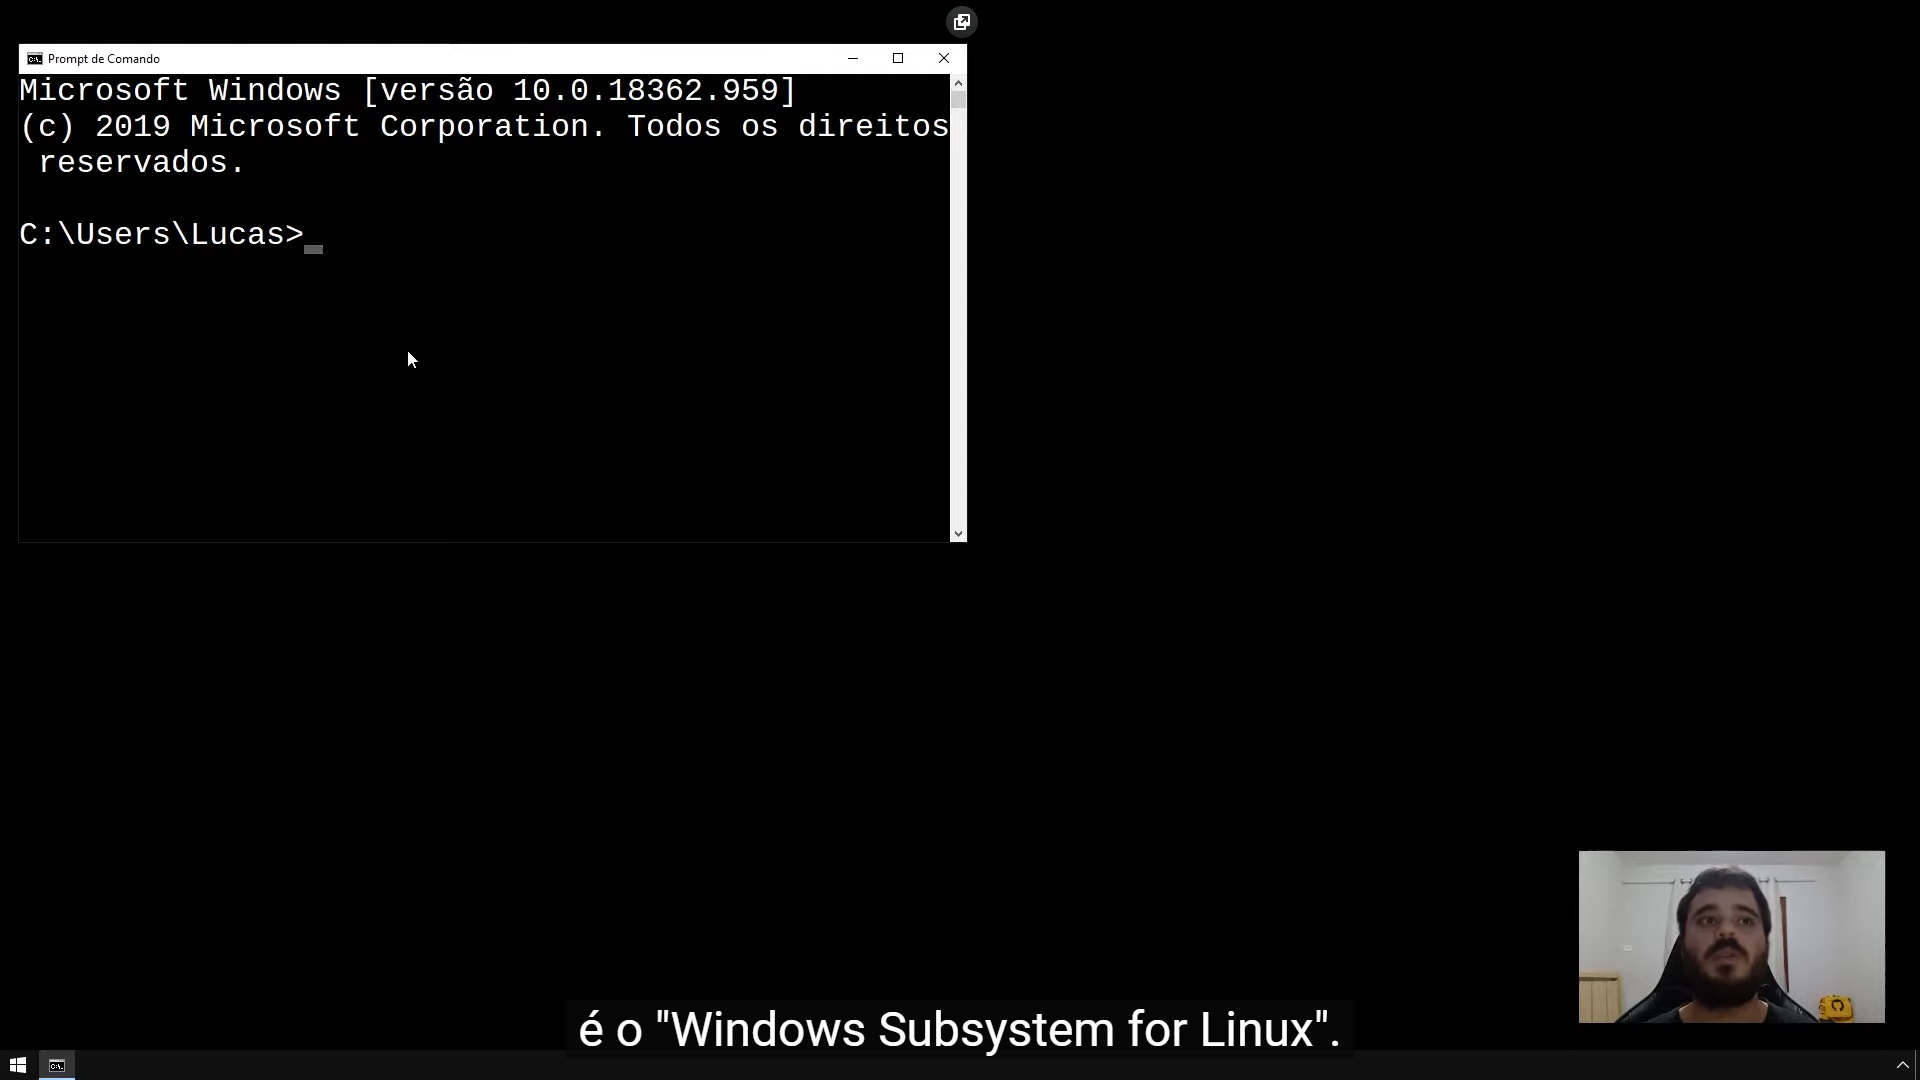 Prompt de Comando
Microsoft Windows [versão 10.0.18362.959]
(c) 2019 Microsoft Corporation. Todos os direitos
reservados.
C:\Users\Lucas>
é o "Windows Subsystem for Linux".